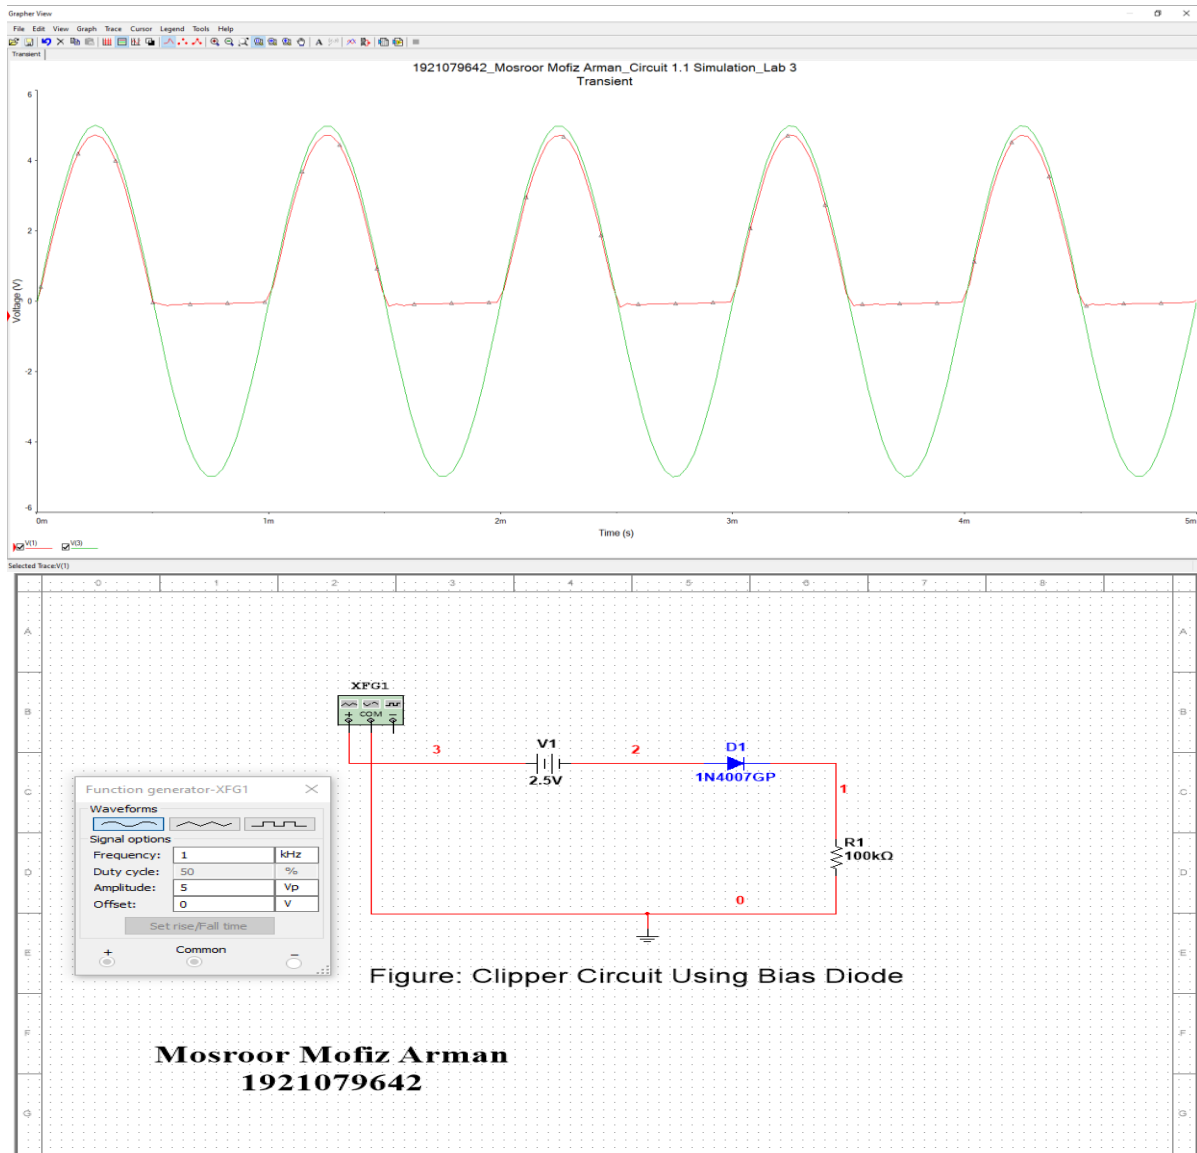 Grapher View
File Edit View Graph Trace Cursor Legend Tools Help
Transient
1921079642_Mosroor Mofiz Arman_Circuit 1.1 Simulation_Lab 3
Transient
6
4
2
0
-2
-4
-6
Voltage (V)
0m 1m 2m 3m 4m 5m
Time (s)
V(1) V(3)
Selected Trace:V(1)
0 1 2 3 4 5 6 7 8
A A
B B
C C
D D
E E
F F
G G
XFG1
+ COM −
3
V1
2.5V
2
D1
1N4007GP
1
R1
100kΩ
0
Function generator-XFG1
Waveforms
Signal options
Frequency: 1 kHz
Duty cycle: 50 %
Amplitude: 5 Vp
Offset: 0 V
Set rise/Fall time
+ Common −
Figure: Clipper Circuit Using Bias Diode
Mosroor Mofiz Arman
1921079642